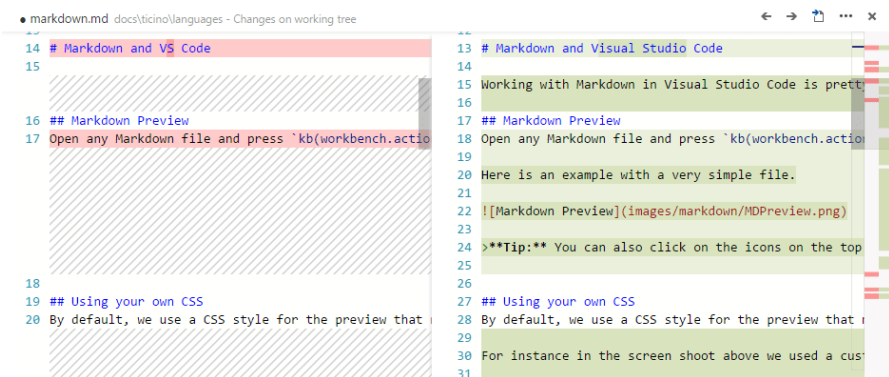 ● markdown.md docs\ticino\languages - Changes on working tree
14 # Markdown and VS Code
15
16 ## Markdown Preview
17 Open any Markdown file and press `kb(workbench.actio
18
19 ## Using your own CSS
20 By default, we use a CSS style for the preview that
13 # Markdown and Visual Studio Code
14
15 Working with Markdown in Visual Studio Code is pretty
16
17 ## Markdown Preview
18 Open any Markdown file and press `kb(workbench.action
19
20 Here is an example with a very simple file.
21
22 ![Markdown Preview](images/markdown/MDPreview.png)
23
24 >**Tip:** You can also click on the icons on the top
25
26
27 ## Using your own CSS
28 By default, we use a CSS style for the preview that
29
30 For instance in the screen shoot above we used a cust
31